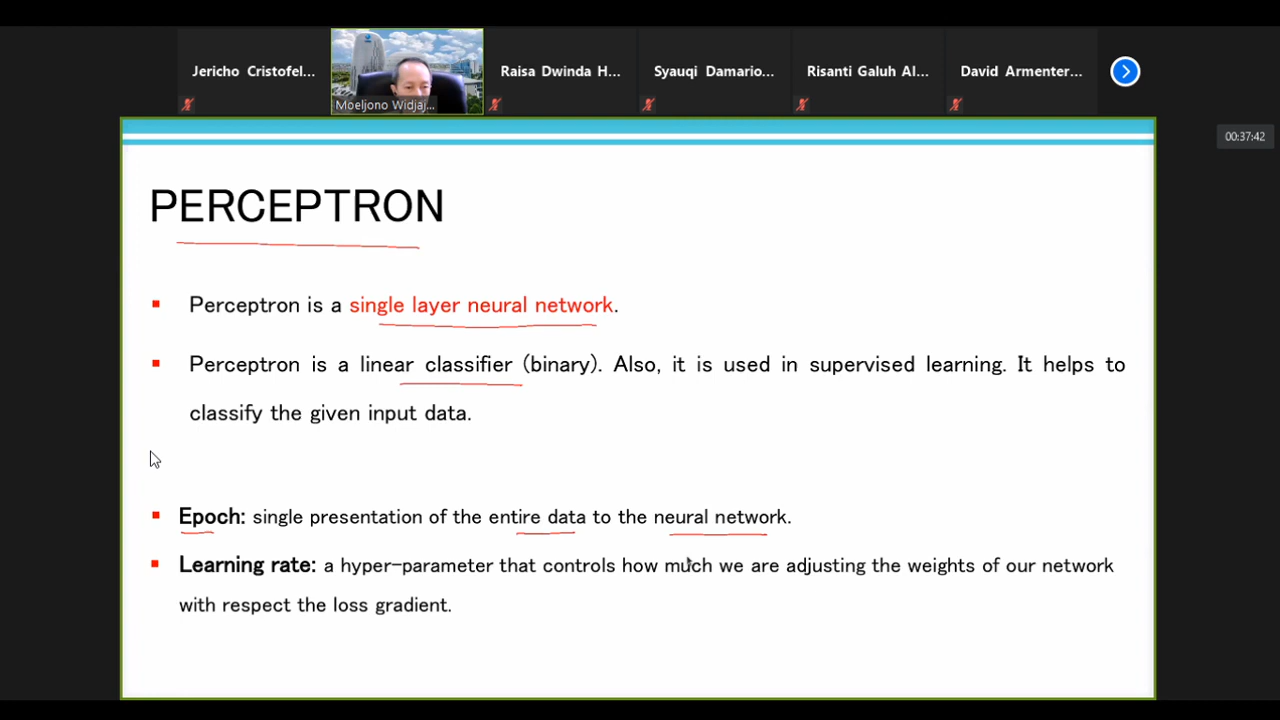 Jericho Cristofel...
Moeljono Widjaj...
Raisa Dwinda H...
Syauqi Damario...
Risanti Galuh Al...
David Armenter...
00:37:42
PERCEPTRON
Perceptron is a single layer neural network.
Perceptron is a linear classifier (binary). Also, it is used in supervised learning. It helps to
classify the given input data.
Epoch: single presentation of the entire data to the neural network.
Learning rate: a hyper-parameter that controls how much we are adjusting the weights of our network
with respect the loss gradient.